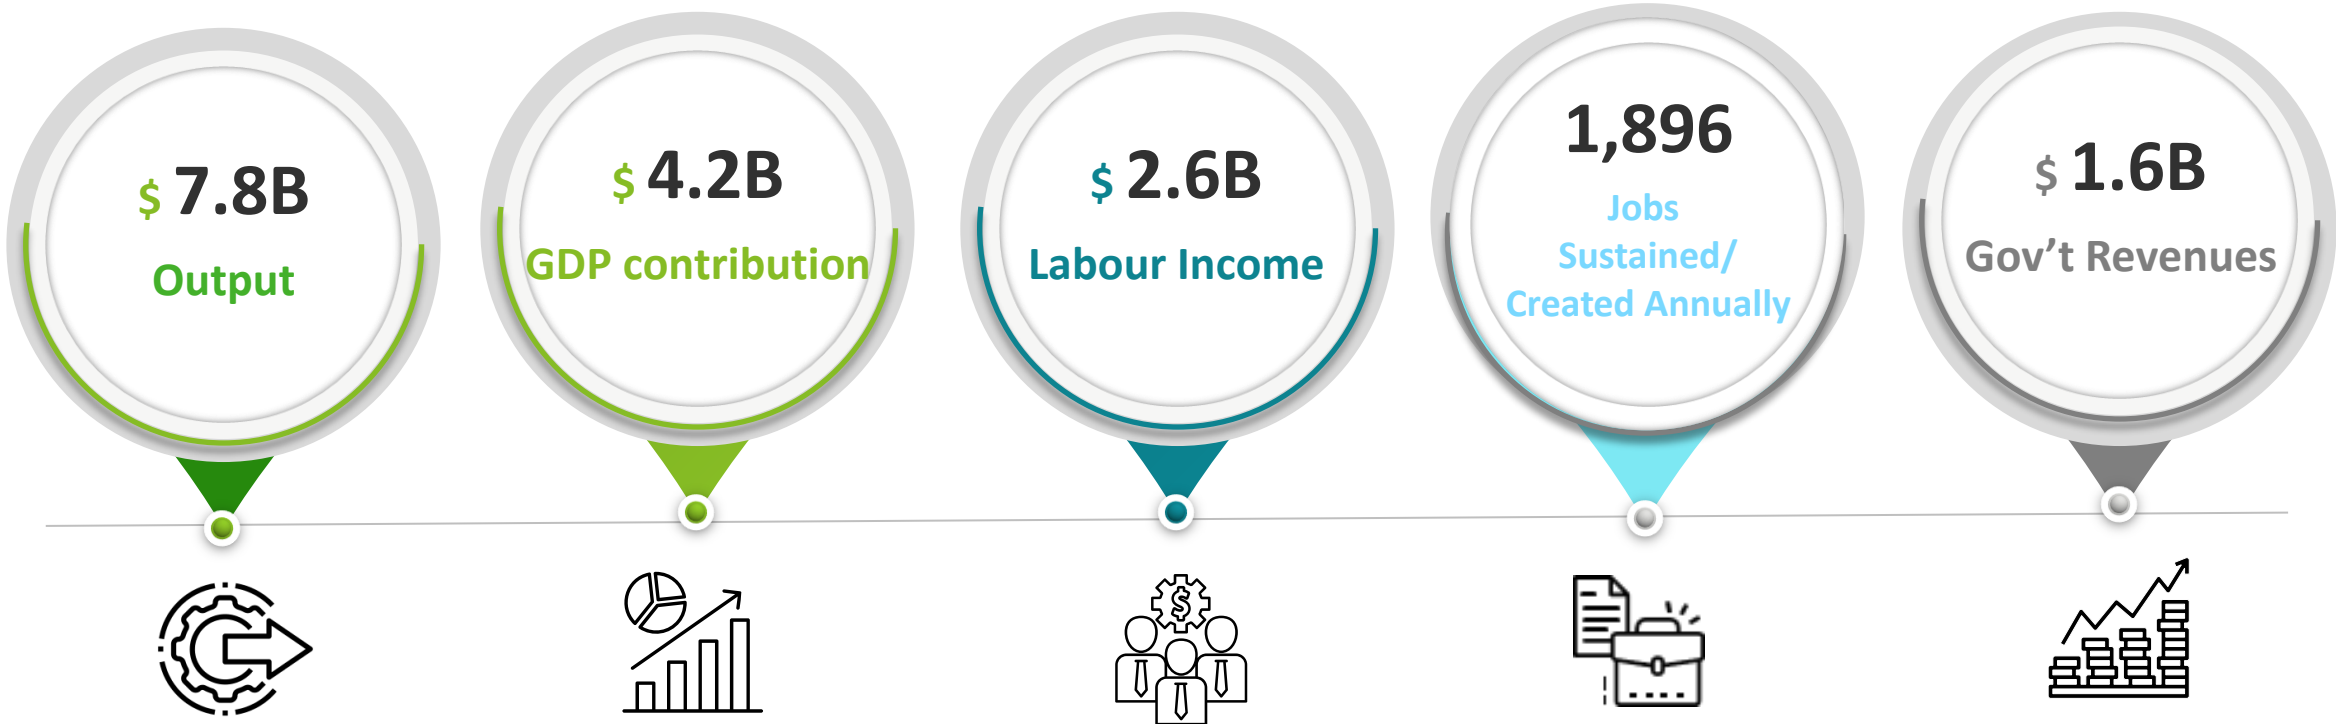 $ 7.8B
Output
$ 4.2B
GDP contribution
$ 2.6B
Labour Income
1,896
Jobs
Sustained/
Created Annually
$ 1.6B
Gov’t Revenues
$